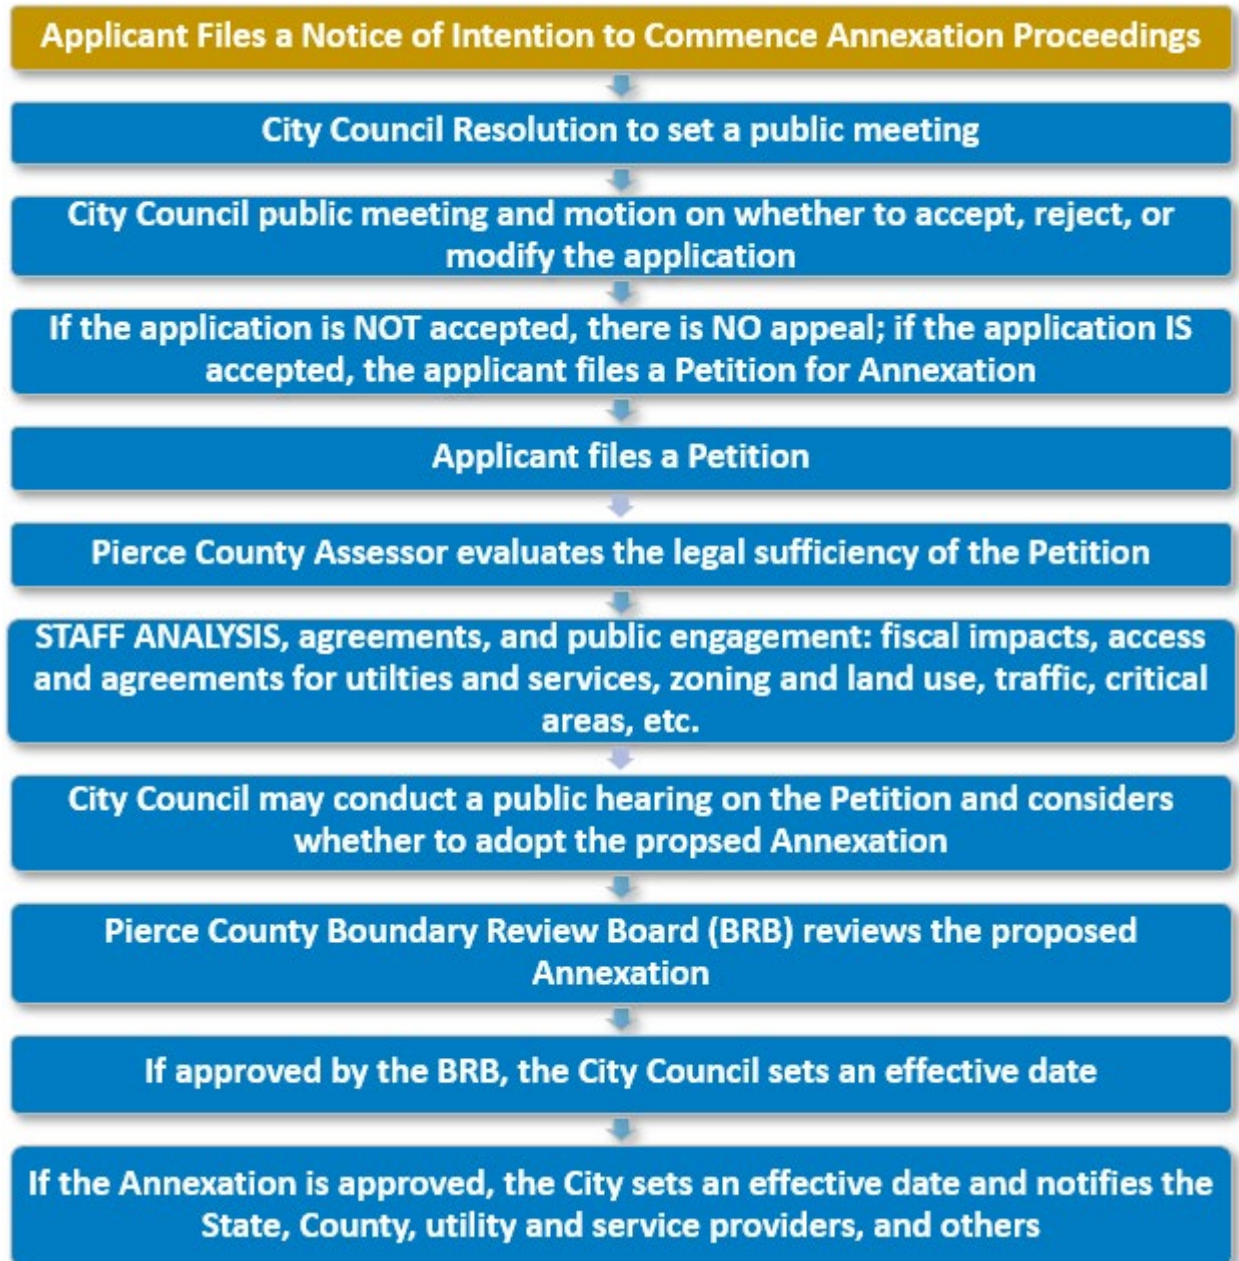 Applicant Files a Notice of Intention to Commence Annexation Proceedings
City Council Resolution to set a public meeting
City Council public meeting and motion on whether to accept, reject, or
modify the application
If the application is NOT accepted, there is NO appeal; if the application IS
accepted, the applicant files a Petition for Annexation
Applicant files a Petition
Pierce County Assessor evaluates the legal sufficiency of the Petition
STAFF ANALYSIS, agreements, and public engagement: fiscal impacts, access
and agreements for utilties and services, zoning and land use, traffic, critical
areas, etc.
City Council may conduct a public hearing on the Petition and considers
whether to adopt the propsed Annexation
Pierce County Boundary Review Board (BRB) reviews the proposed
Annexation
If approved by the BRB, the City Council sets an effective date
If the Annexation is approved, the City sets an effective date and notifies the
State, County, utility and service providers, and others